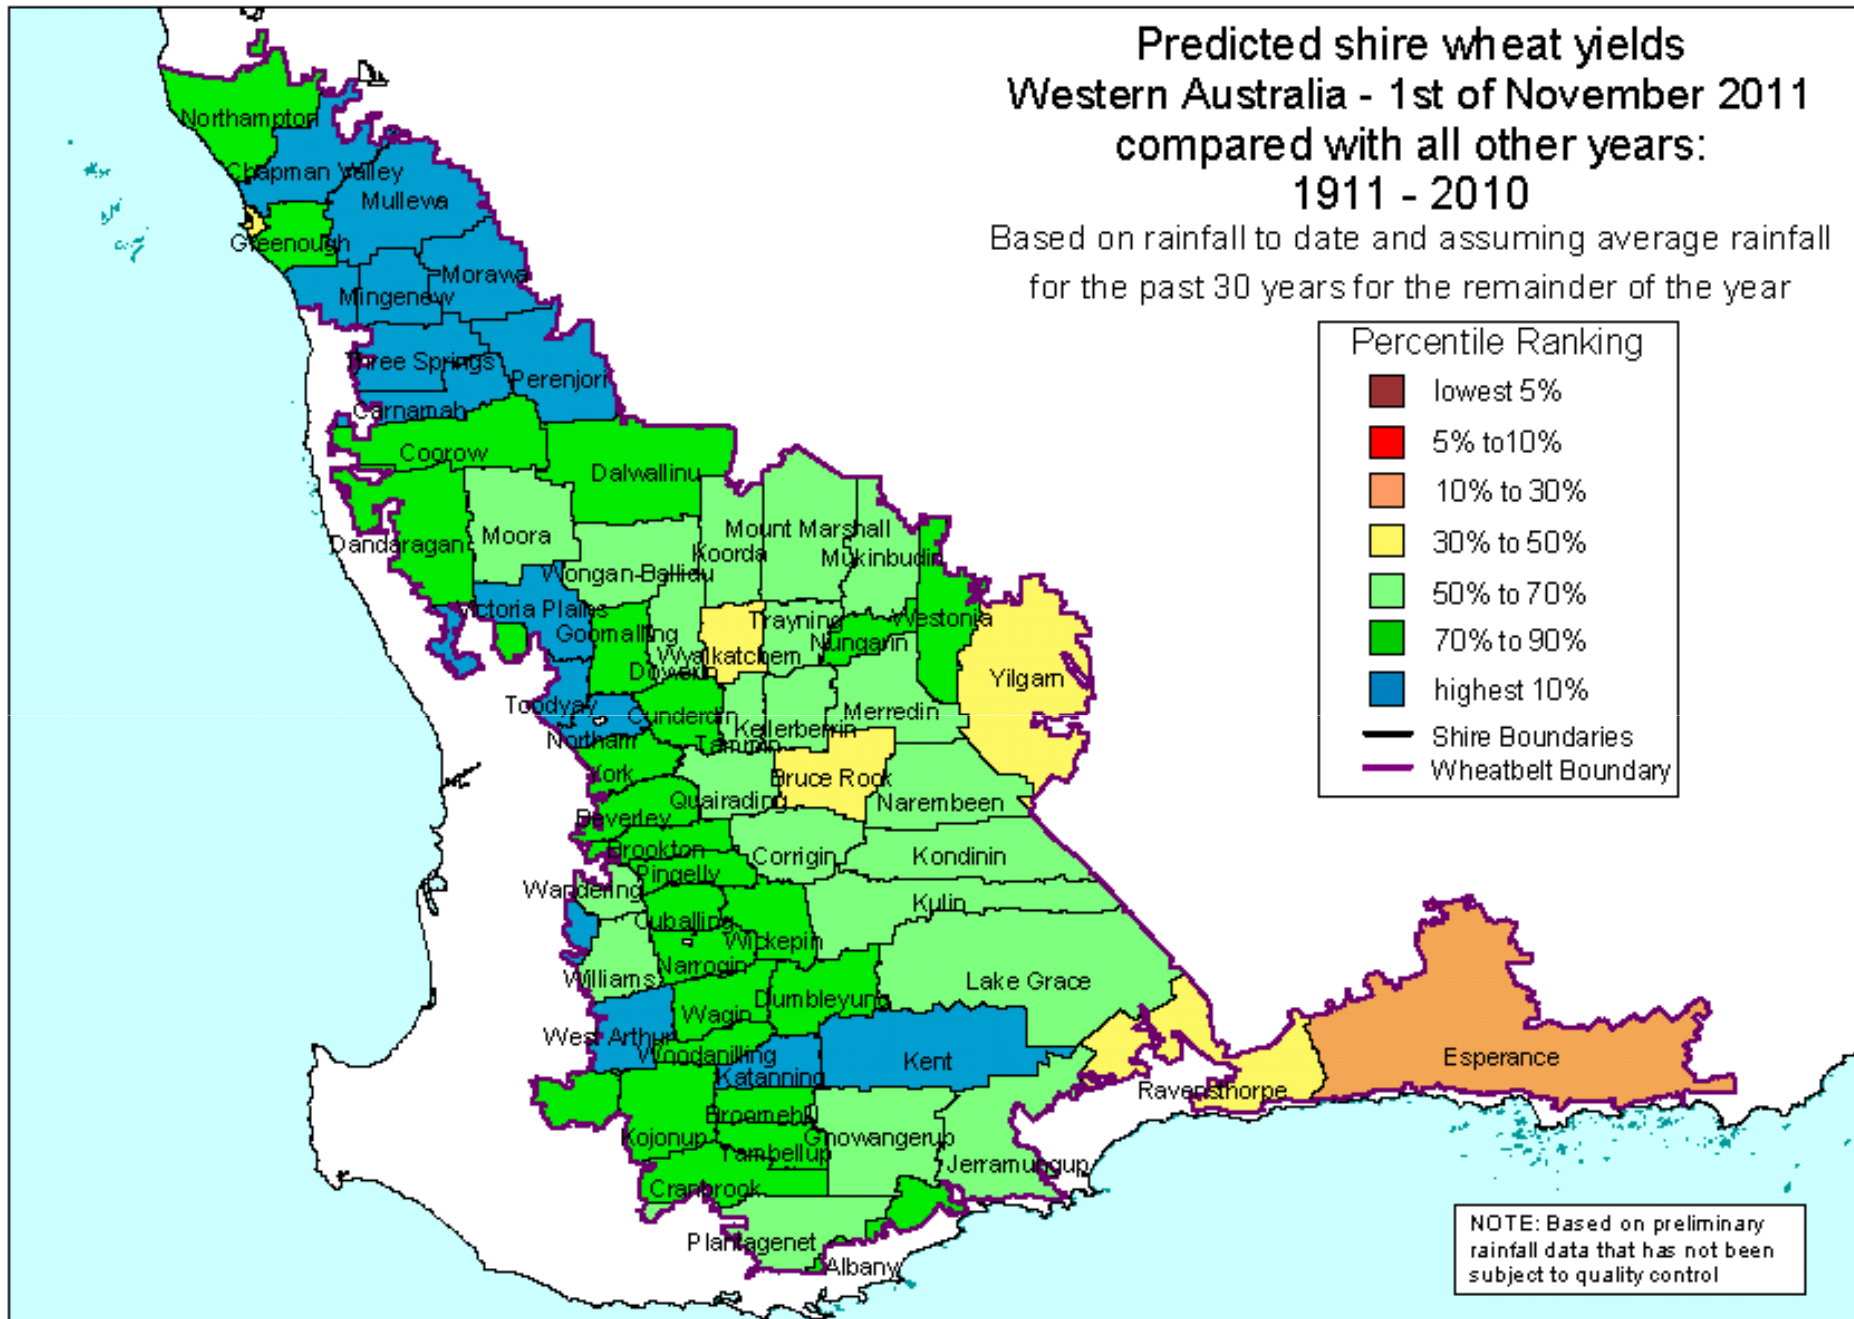 Predicted shire wheat yields
Western Australia - 1st of November 2011
compared with all other years:
1911 - 2010
Based on rainfall to date and assuming average rainfall
for the past 30 years for the remainder of the year
Percentile Ranking
lowest 5%
5% to10%
10% to 30%
30% to 50%
50% to 70%
70% to 90%
highest 10%
Shire Boundaries
Wheatbelt Boundary
Northampton
Chapman Valley
Mullewa
Greenough
Morawa
Mingenew
Three Springs
Perenjori
Carnamah
Coorow
Dalwallinu
Moora
Mount Marshall
Dandaragan
Koorda
Mukinbudin
Wongan-Ballidu
Victoria Plains
Goomalling
Trayning
Westonia
Nungarin
Wyalkatchem
Dowerin
Yilgarn
Toodyay
Cunderdin
Merredin
Kellerberrin
Northam
Tammin
York
Bruce Rock
Quairading
Narembeen
Beverley
Brookton
Corrigin
Kondinin
Pingelly
Wandering
Kulin
Cuballing
Wickepin
Narrogin
Williams
Lake Grace
Dumbleyung
Wagin
West Arthur
Woodanilling
Kent
Esperance
Katanning
Ravensthorpe
Broomehill
Kojonup
Gnowangerup
Tambellup
Jerramungup
Cranbrook
Plantagenet
Albany
NOTE: Based on preliminary
rainfall data that has not been
subject to quality control